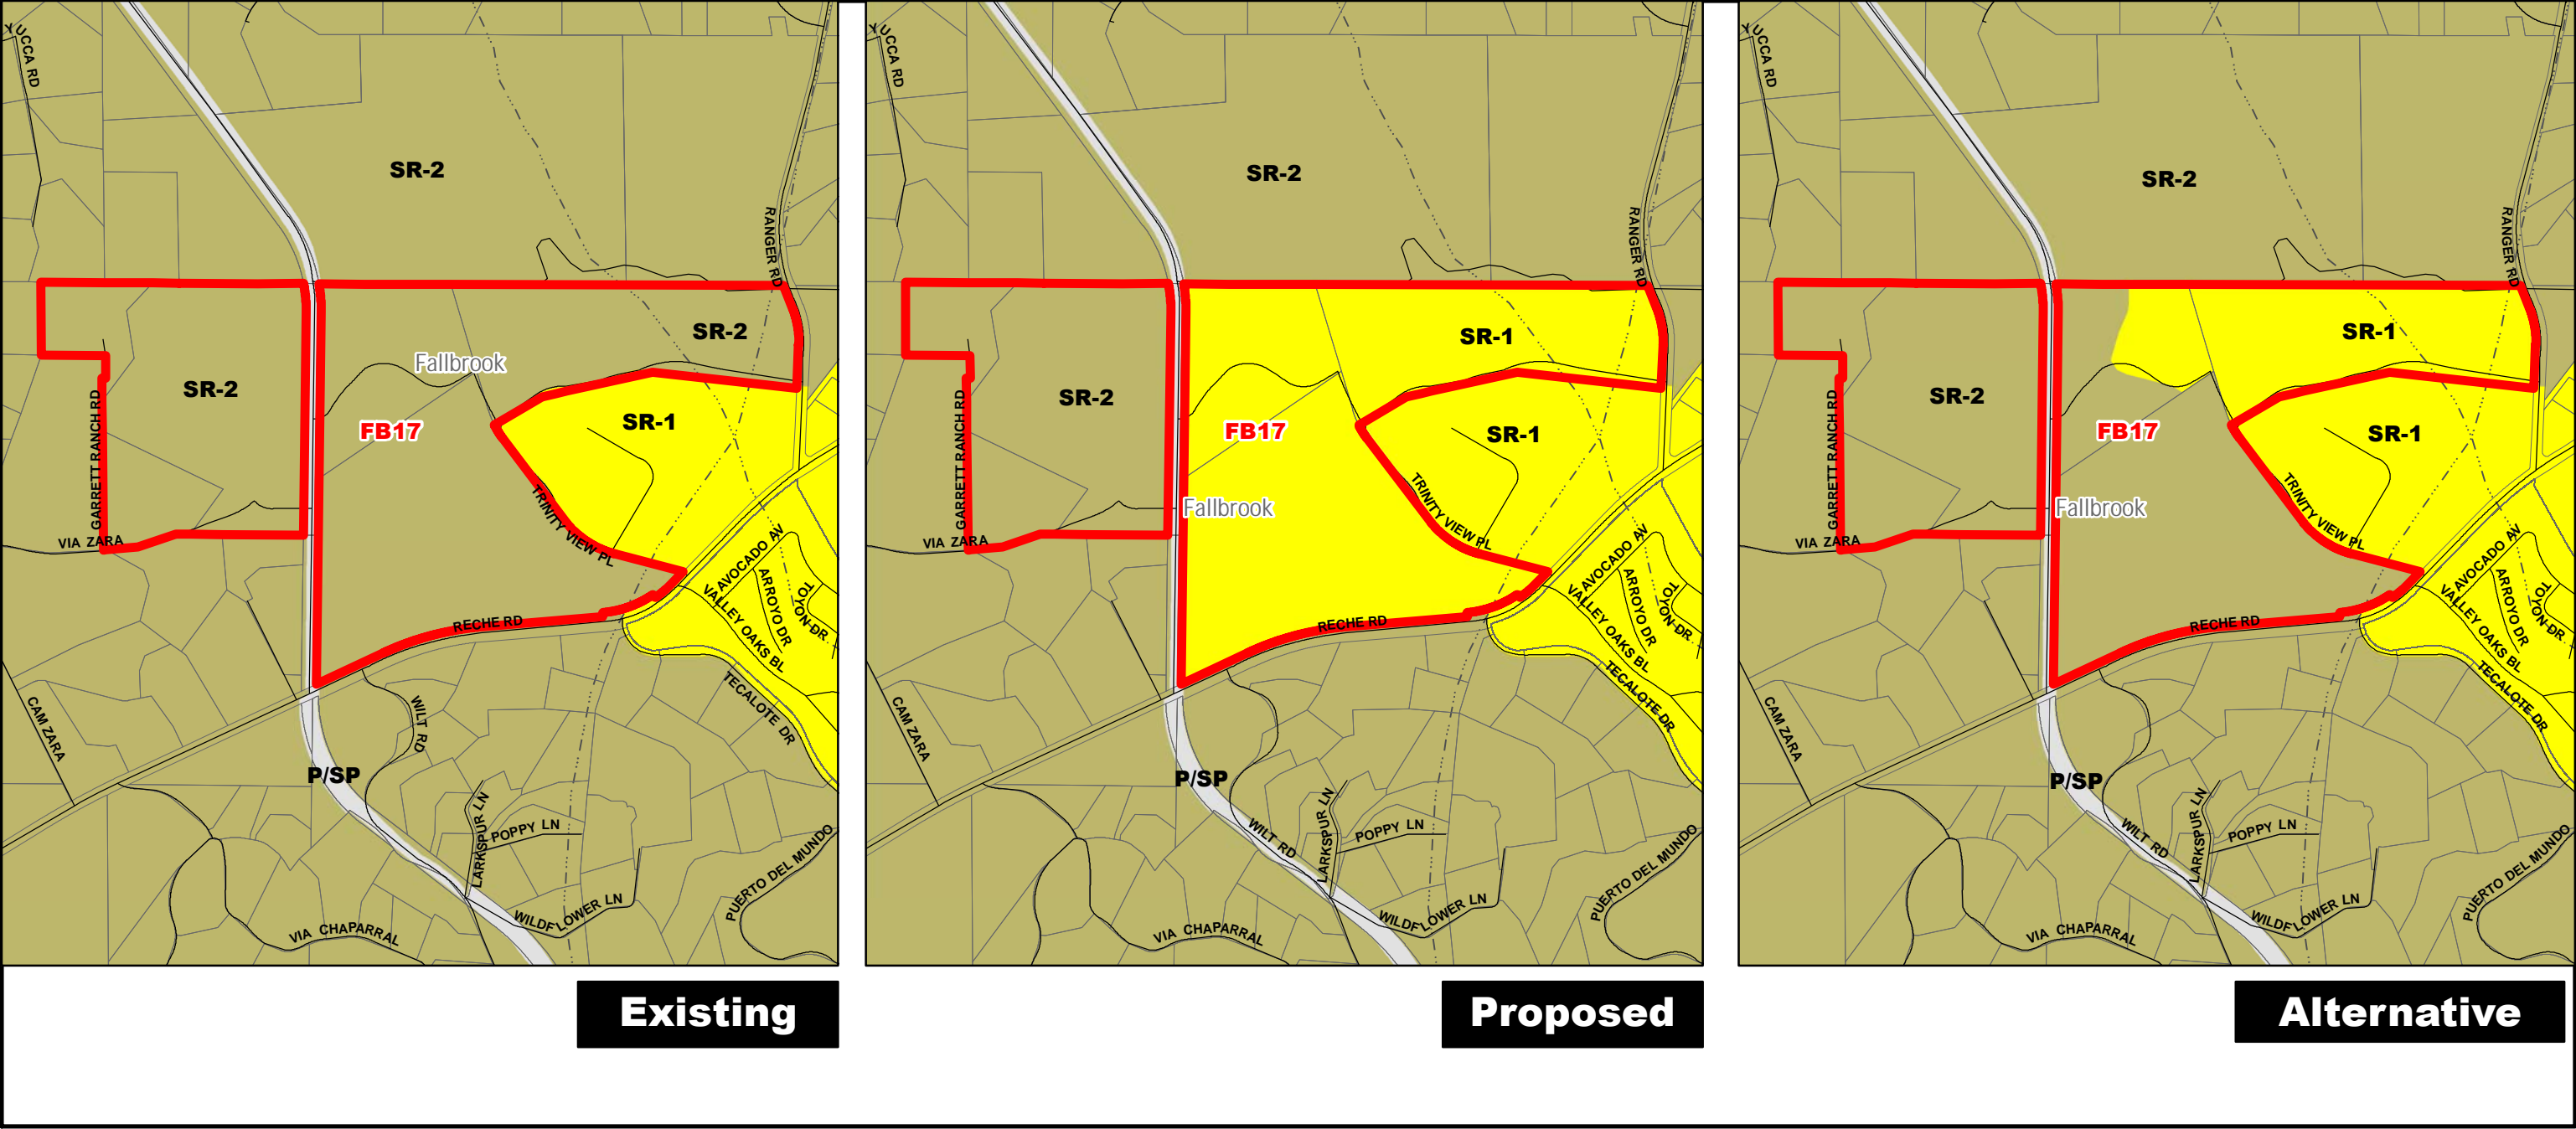 YUCCA RD
SR-2
RANGER RD
SR-2
Fallbrook
SR-2
GARRETT RANCH RD
FB17
SR-1
TRINITY VIEW PL
VIA ZARA
AVOCADO AV
ARROYO DR
TOYON DR
VALLEY OAKS BL
RECHE RD
TECALOTE DR
CAM ZARA
WILT RD
P/SP
LARKSPUR LN
POPPY LN
WILDFLOWER LN
PUERTO DEL MUNDO
VIA CHAPARRAL
Existing
YUCCA RD
SR-2
RANGER RD
SR-1
SR-2
GARRETT RANCH RD
FB17
SR-1
TRINITY VIEW PL
Fallbrook
VIA ZARA
AVOCADO AV
ARROYO DR
TOYON DR
VALLEY OAKS BL
RECHE RD
TECALOTE DR
CAM ZARA
P/SP
WILT RD
LARKSPUR LN
POPPY LN
WILDFLOWER LN
PUERTO DEL MUNDO
VIA CHAPARRAL
Proposed
YUCCA RD
SR-2
RANGER RD
SR-1
SR-2
GARRETT RANCH RD
FB17
SR-1
TRINITY VIEW PL
Fallbrook
VIA ZARA
AVOCADO AV
ARROYO DR
TOYON DR
VALLEY OAKS BL
RECHE RD
TECALOTE DR
CAM ZARA
P/SP
WILT RD
LARKSPUR LN
POPPY LN
WILDFLOWER LN
PUERTO DEL MUNDO
VIA CHAPARRAL
Alternative